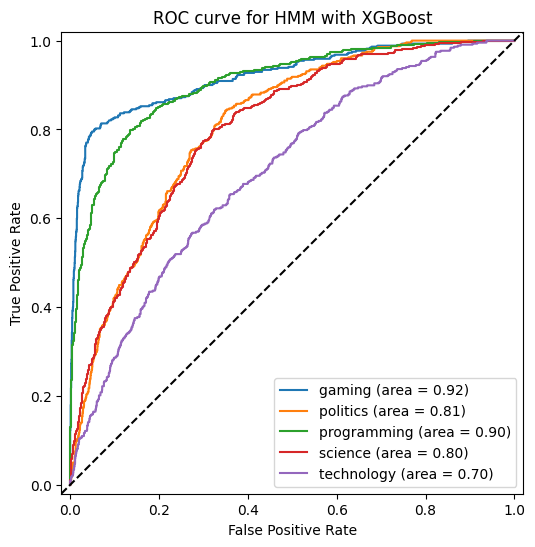 ROC curve for HMM with XGBoost
True Positive Rate
1.0
0.8
0.6
0.4
0.2
0.0
gaming (area = 0.92)
politics (area = 0.81)
programming (area = 0.90)
science (area = 0.80)
technology (area = 0.70)
0.0 0.2 0.4 0.6 0.8 1.0
False Positive Rate